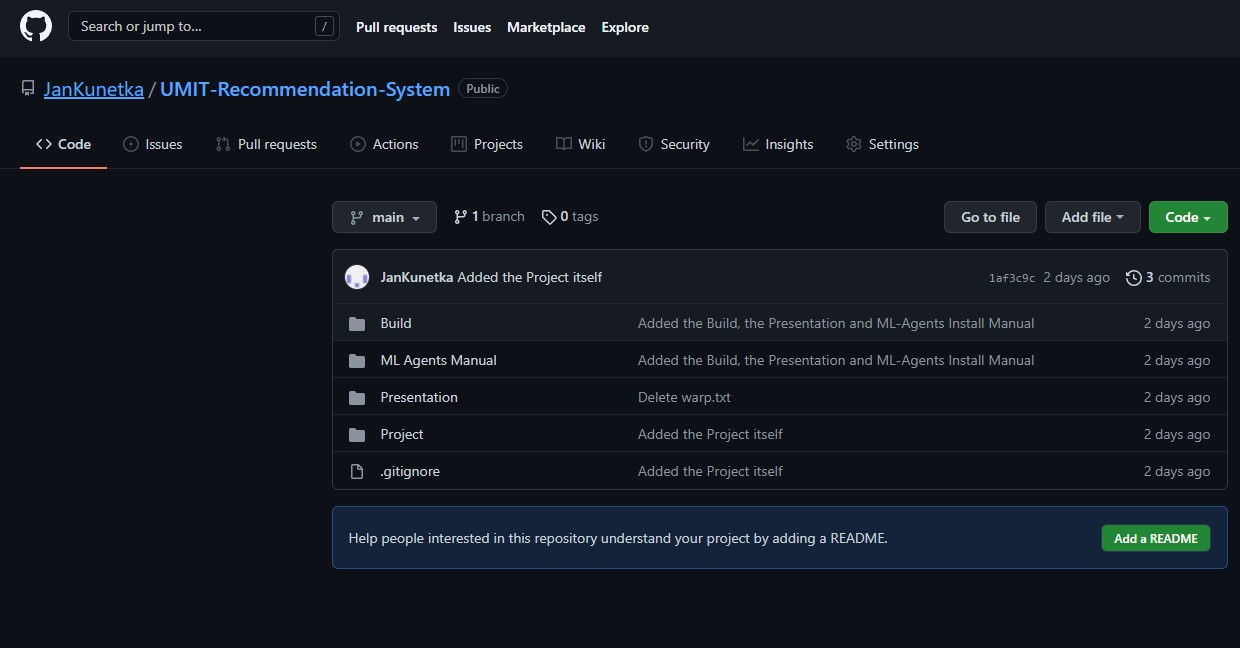 Search or jump to... /
Pull requests Issues Marketplace Explore
JanKunetka / UMIT-Recommendation-System Public
Code Issues Pull requests Actions Projects Wiki Security Insights Settings
main 1 branch 0 tags Go to file Add file Code
JanKunetka Added the Project itself 1af3c9c 2 days ago 3 commits
Build Added the Build, the Presentation and ML-Agents Install Manual 2 days ago
ML Agents Manual Added the Build, the Presentation and ML-Agents Install Manual 2 days ago
Presentation Delete warp.txt 2 days ago
Project Added the Project itself 2 days ago
.gitignore Added the Project itself 2 days ago
Help people interested in this repository understand your project by adding a README. Add a README